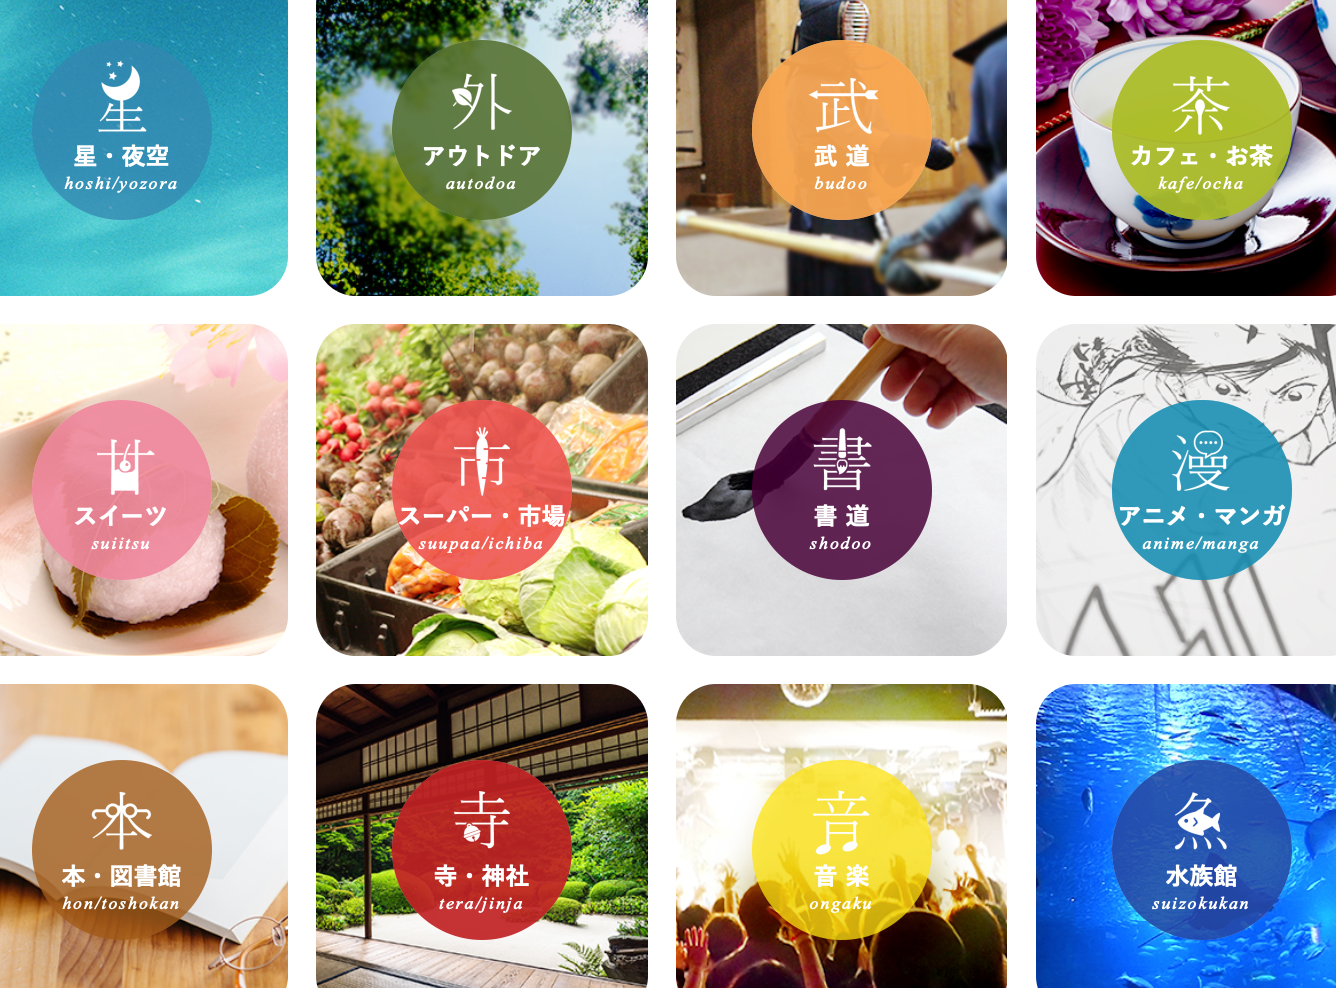 星
星・夜空
hoshi/yozora
外
アウトドア
autodoa
武
武道
budoo
茶
カフェ・お茶
kafe/ocha
甘
スイーツ
suiitsu
市
スーパー・市場
suupaa/ichiba
書
書道
shodoo
漫
アニメ・マンガ
anime/manga
本
本・図書館
hon/toshokan
寺
寺・神社
tera/jinja
音
音楽
ongaku
魚
水族館
suizokukan